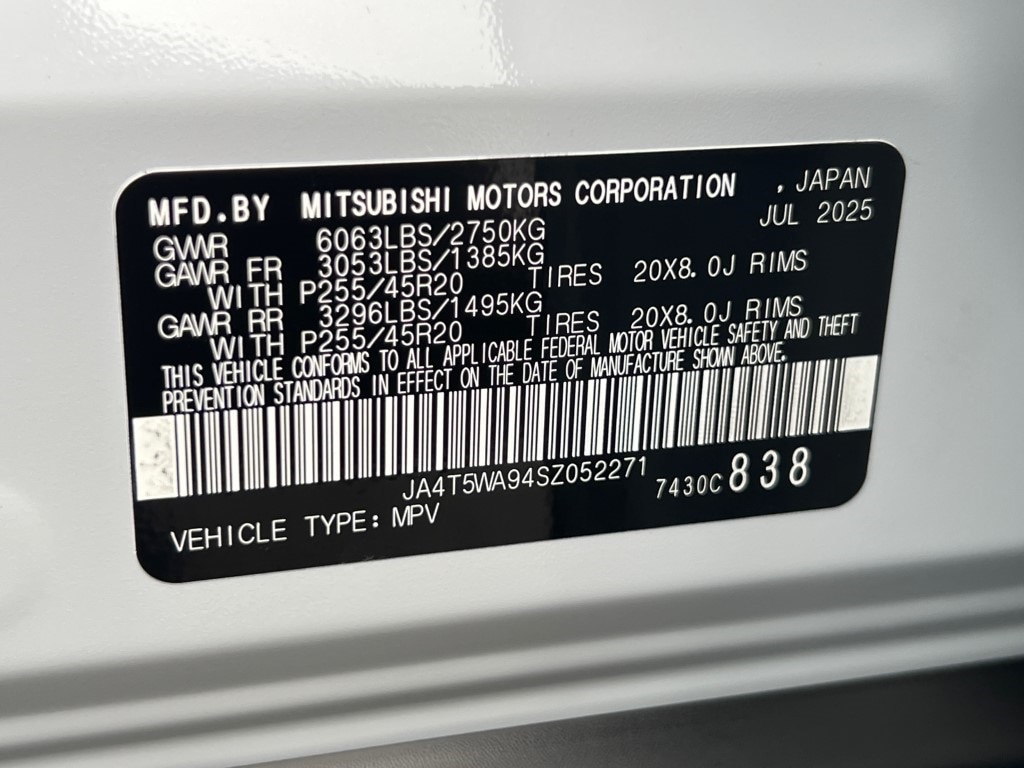 MFD.BY MITSUBISHI MOTORS CORPORATION , JAPAN
JUL 2025
GVWR 6063LBS/2750KG
GAWR FR 3053LBS/1385KG
WITH P255/45R20 TIRES 20X8.0J RIMS
GAWR RR 3296LBS/1495KG
WITH P255/45R20 TIRES 20X8.0J RIMS
THIS VEHICLE CONFORMS TO ALL APPLICABLE FEDERAL MOTOR VEHICLE SAFETY AND THEFT
PREVENTION STANDARDS IN EFFECT ON THE DATE OF MANUFACTURE SHOWN ABOVE.
JA4T5WA94SZ052271 7430C838
VEHICLE TYPE: MPV